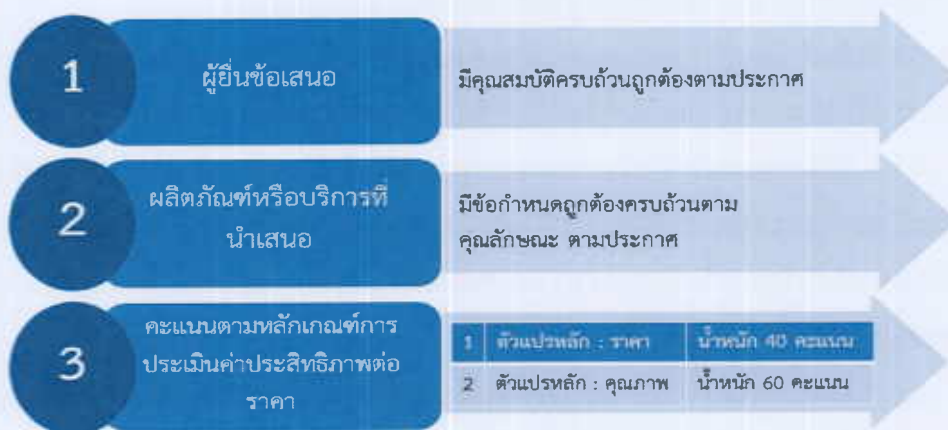 1
ผู้ยื่นข้อเสนอ
มีคุณสมบัติครบถ้วนถูกต้องตามประกาศ
2
ผลิตภัณฑ์หรือบริการที่
นำเสนอ
มีข้อกำหนดถูกต้องครบถ้วนตาม
คุณลักษณะ ตามประกาศ
3
คะแนนตามหลักเกณฑ์การ
ประเมินค่าประสิทธิภาพต่อ
ราคา
1 ตัวแปรหลัก : ราคา น้ำหนัก 40 คะแนน
2 ตัวแปรหลัก : คุณภาพ น้ำหนัก 60 คะแนน